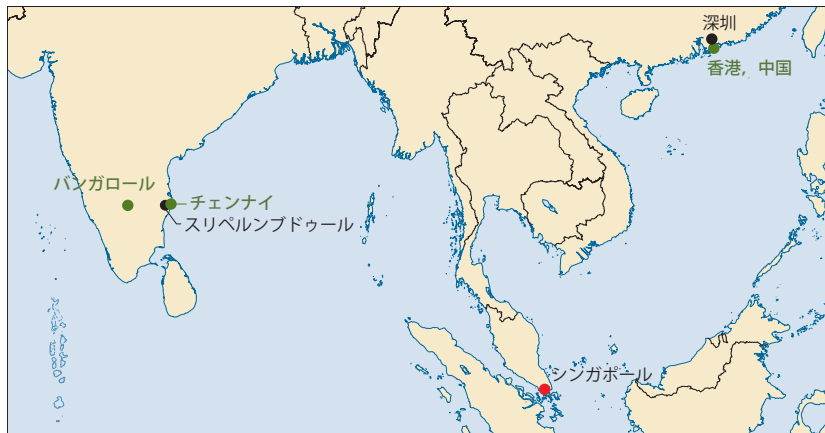 深圳
香港，中国
バンガロール
チェンナイ
スリペルンブドゥール
シンガポール